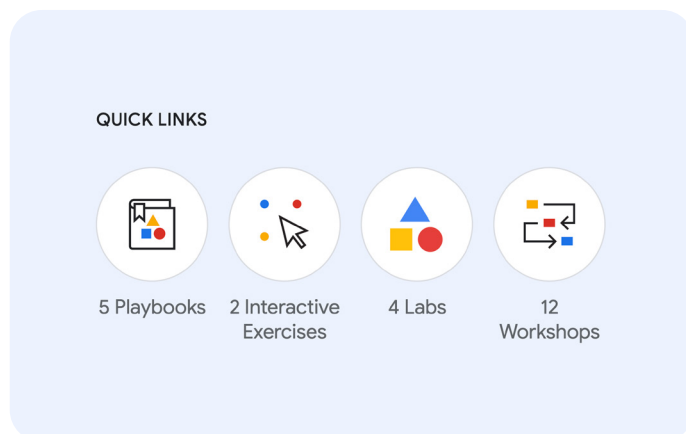 QUICK LINKS
5 Playbooks
2 Interactive
Exercises
4 Labs
12
Workshops